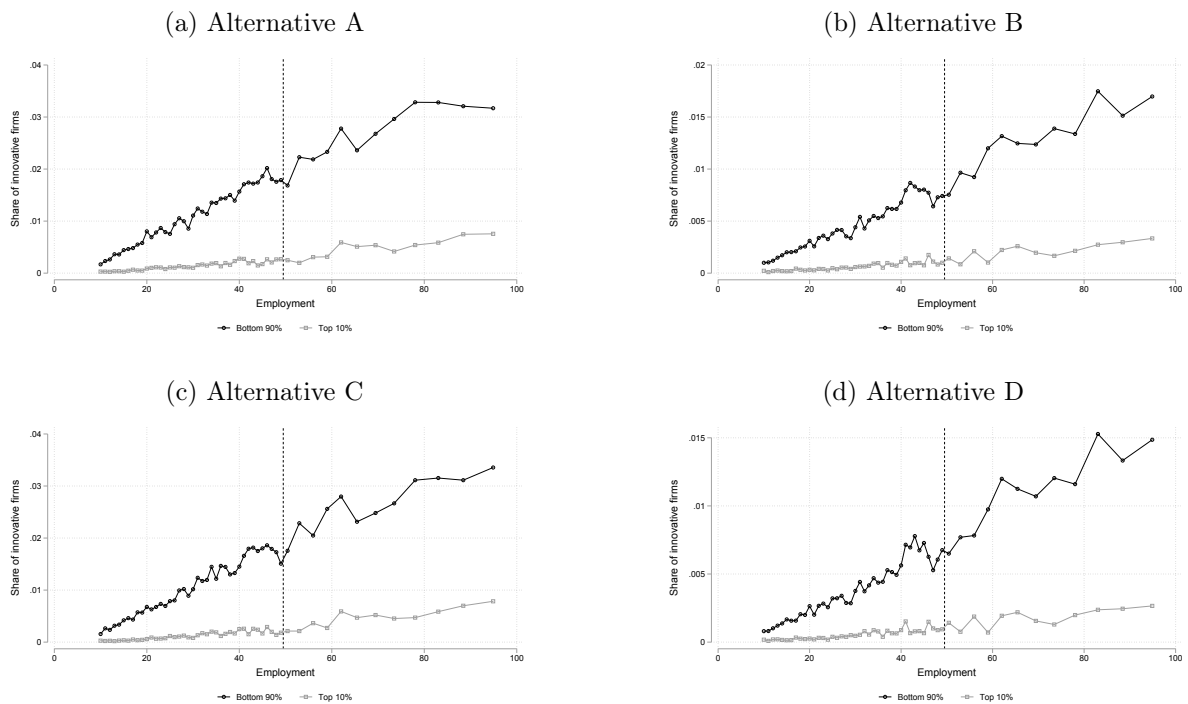 (a) Alternative A
.04
.03
.02
.01
0
Share of innovative firms
0 20 40 60 80 100
Employment
Bottom 90% Top 10%
(b) Alternative B
.02
.015
.01
.005
0
Share of innovative firms
0 20 40 60 80 100
Employment
Bottom 90% Top 10%
(c) Alternative C
.04
.03
.02
.01
0
Share of innovative firms
0 20 40 60 80 100
Employment
Bottom 90% Top 10%
(d) Alternative D
.015
.01
.005
0
Share of innovative firms
0 20 40 60 80 100
Employment
Bottom 90% Top 10%